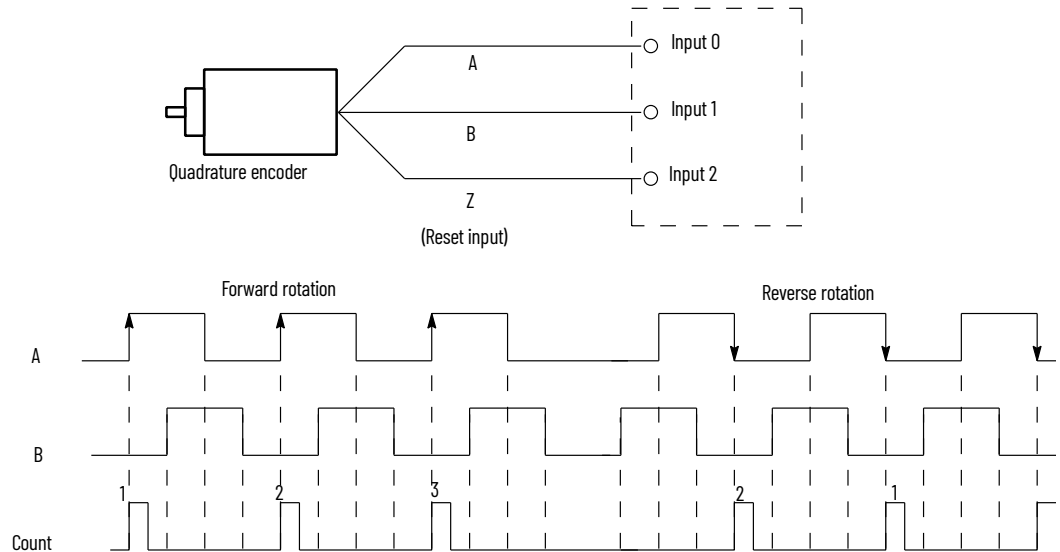 A
Input 0
B
Input 1
Z
Input 2
Quadrature encoder
(Reset input)
Forward rotation
Reverse rotation
A
B
1
2
3
2
1
Count